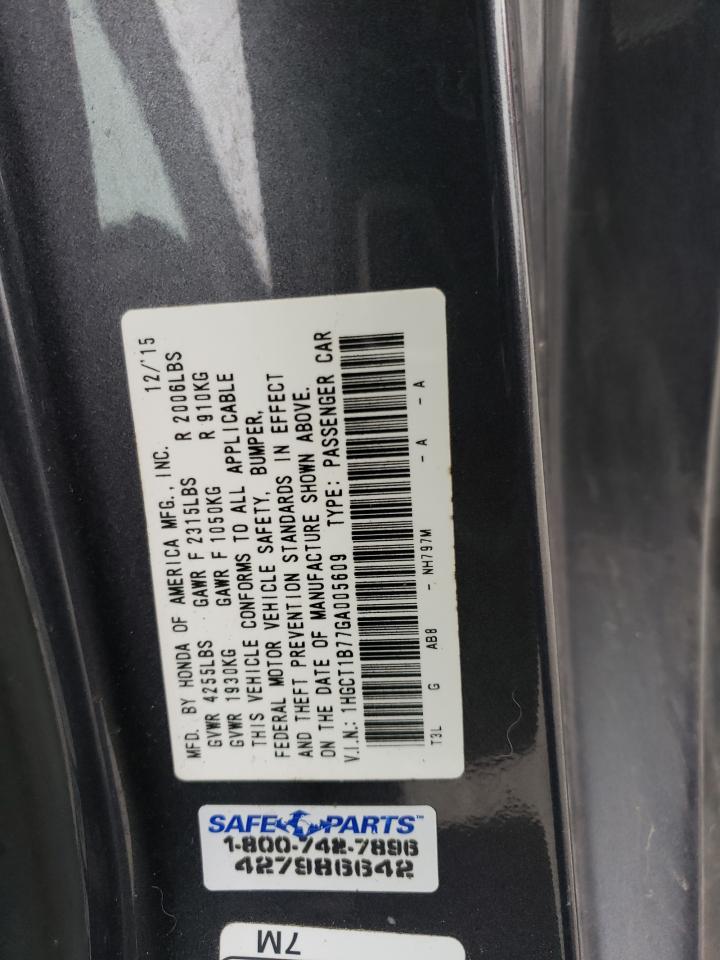 MFD. BY HONDA OF AMERICA MFG., INC. 12/'15
GVWR 4255LBS GAWR F 2315LBS R 2006LBS
GVWR 1930KG GAWR F 1050KG R 910KG
THIS VEHICLE CONFORMS TO ALL APPLICABLE
FEDERAL MOTOR VEHICLE SAFETY, BUMPER,
AND THEFT PREVENTION STANDARDS IN EFFECT
ON THE DATE OF MANUFACTURE SHOWN ABOVE.
V.I.N.: 1HGCT1B77GA005609 TYPE: PASSENGER CAR
T3L G AB8 - NH797M - A - A
SAFE PARTS™
1-800-742-7896
427986642
7M